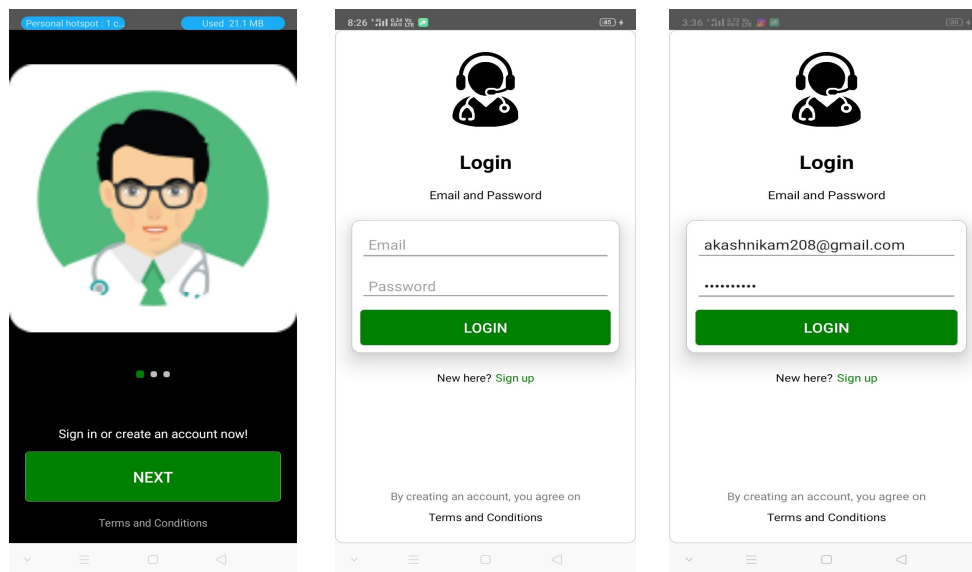 Personal hotspot : 1 c..
Used 21.1 MB
Sign in or create an account now!
NEXT
Terms and Conditions
8:26
45
Login
Email and Password
Email
Password
LOGIN
New here? Sign up
By creating an account, you agree on
Terms and Conditions
3:36
Login
Email and Password
akashnikam208@gmail.com
LOGIN
New here? Sign up
By creating an account, you agree on
Terms and Conditions